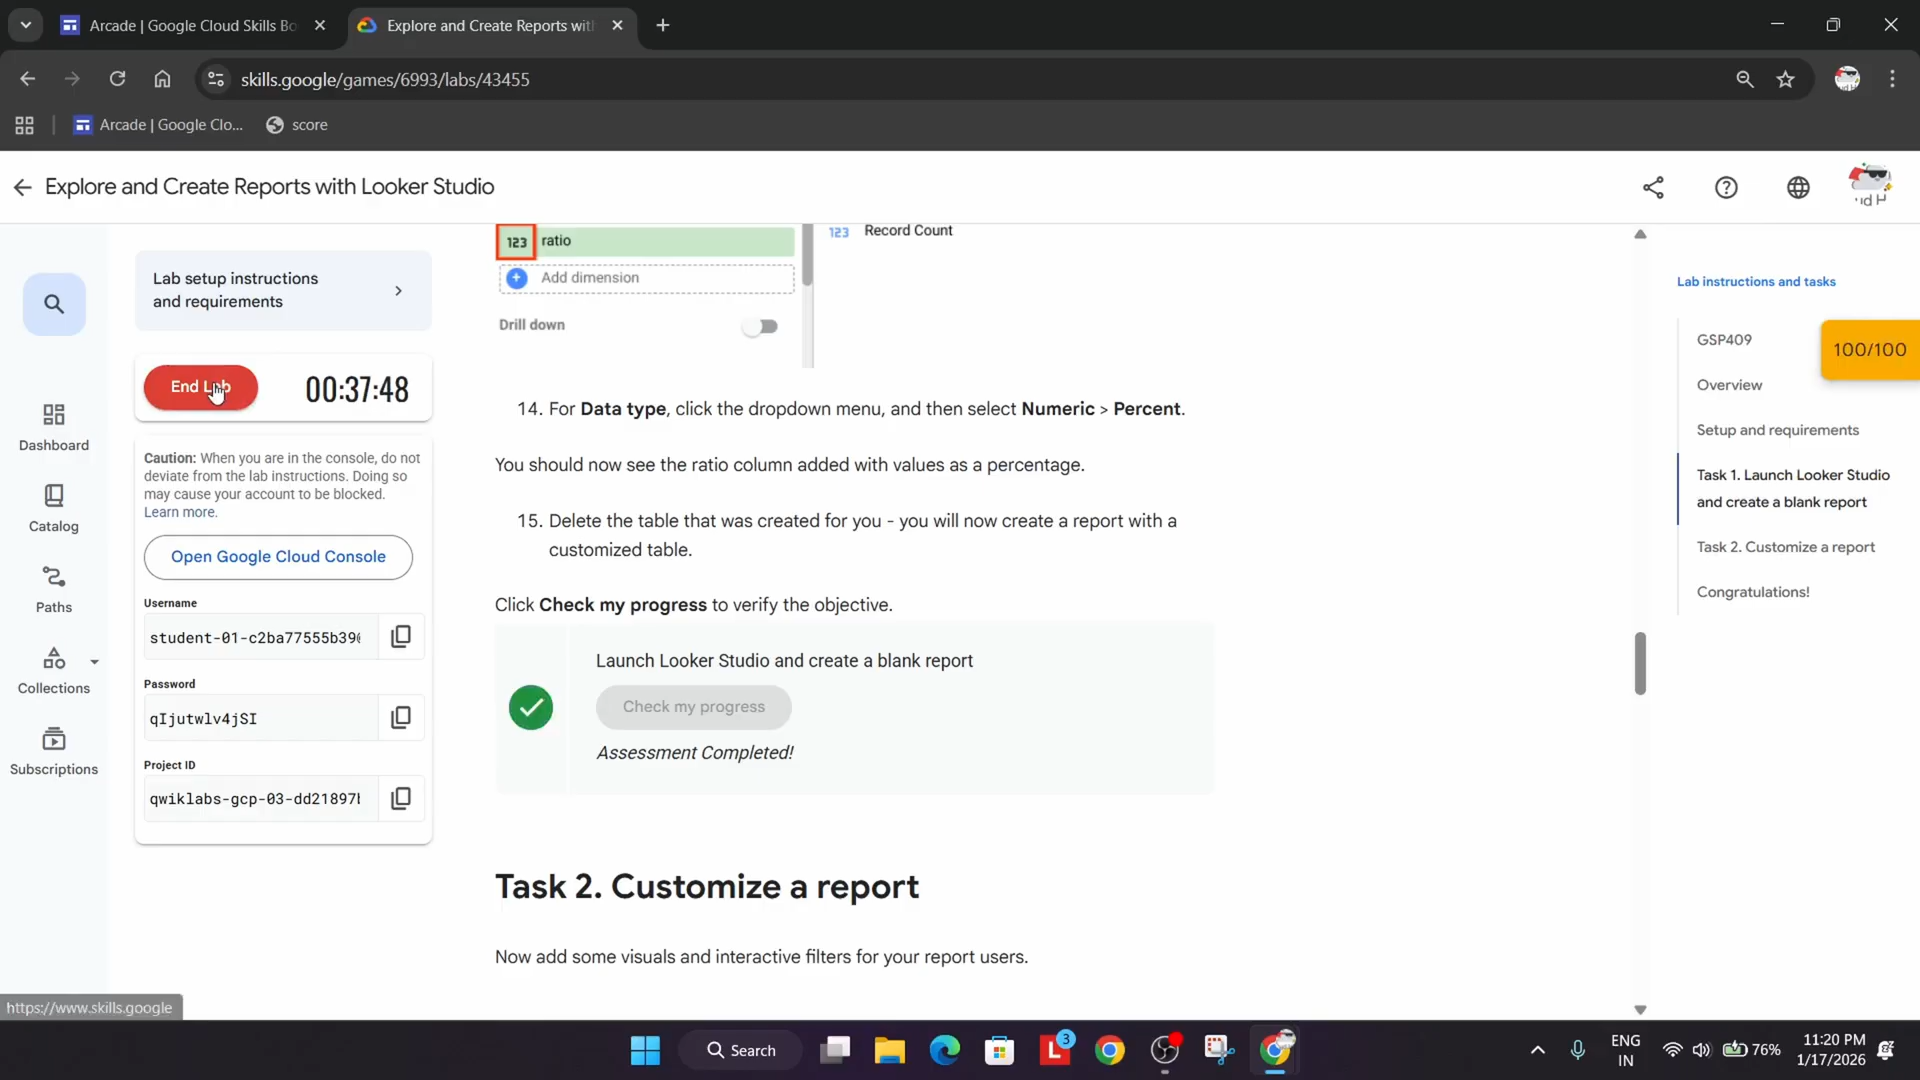 Arcade | Google Cloud Skills Bo
Explore and Create Reports with
skills.google/games/6993/labs/43455
Arcade | Google Clo...
score
Explore and Create Reports with Looker Studio
Lab setup instructions
and requirements
End Lab
00:37:48
Caution: When you are in the console, do not
deviate from the lab instructions. Doing so
may cause your account to be blocked.
Learn more.
Open Google Cloud Console
Username
student-01-c2ba77555b39
Password
qIjutwlv4jSI
Project ID
qwiklabs-gcp-03-dd21897
Dashboard
Catalog
Paths
Collections
Subscriptions
123 ratio
Add dimension
Drill down
123 Record Count
14. For Data type, click the dropdown menu, and then select Numeric > Percent.
You should now see the ratio column added with values as a percentage.
15. Delete the table that was created for you - you will now create a report with a
customized table.
Click Check my progress to verify the objective.
Launch Looker Studio and create a blank report
Check my progress
Assessment Completed!
Task 2. Customize a report
Now add some visuals and interactive filters for your report users.
Lab instructions and tasks
GSP409
100/100
Overview
Setup and requirements
Task 1. Launch Looker Studio
and create a blank report
Task 2. Customize a report
Congratulations!
https://www.skills.google
Search
3
ENG
IN
76%
11:20 PM
1/17/2026